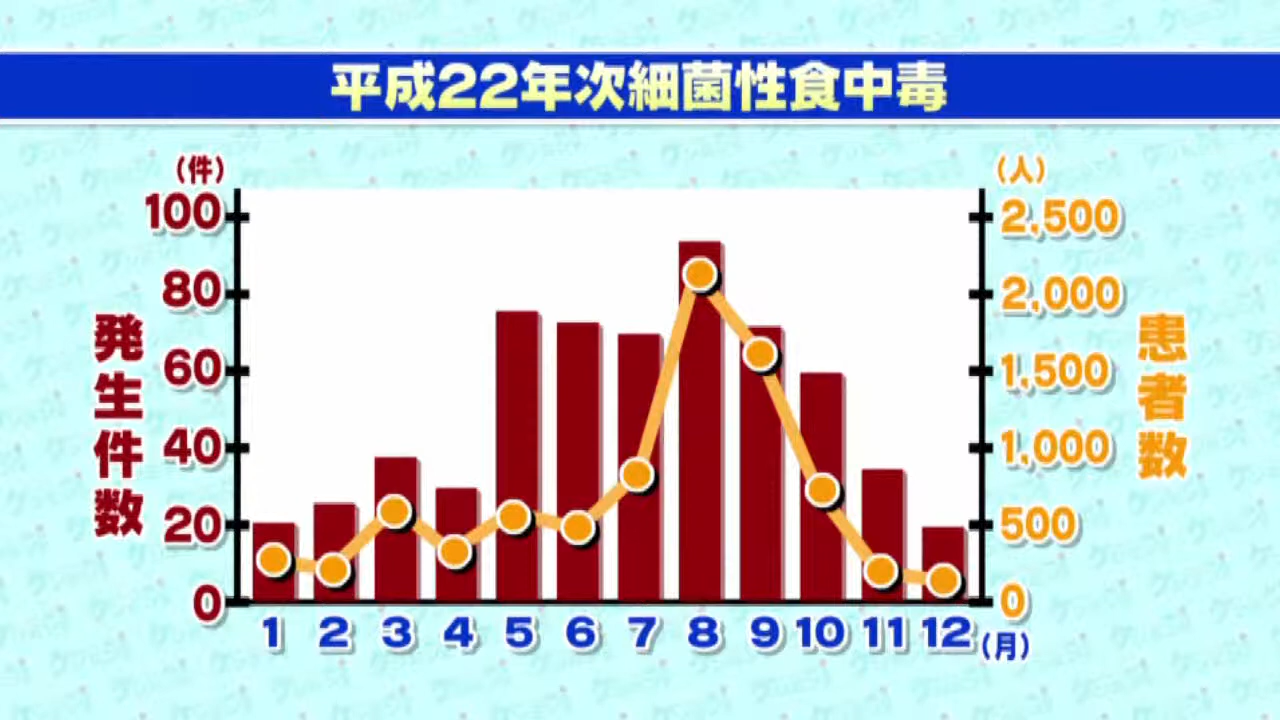 平成22年次細菌性食中毒
（件）
100
80
60
40
20
0
発生件数
（人）
2,500
2,000
1,500
1,000
500
0
患者数
1 2 3 4 5 6 7 8 9 10 11 12 （月）